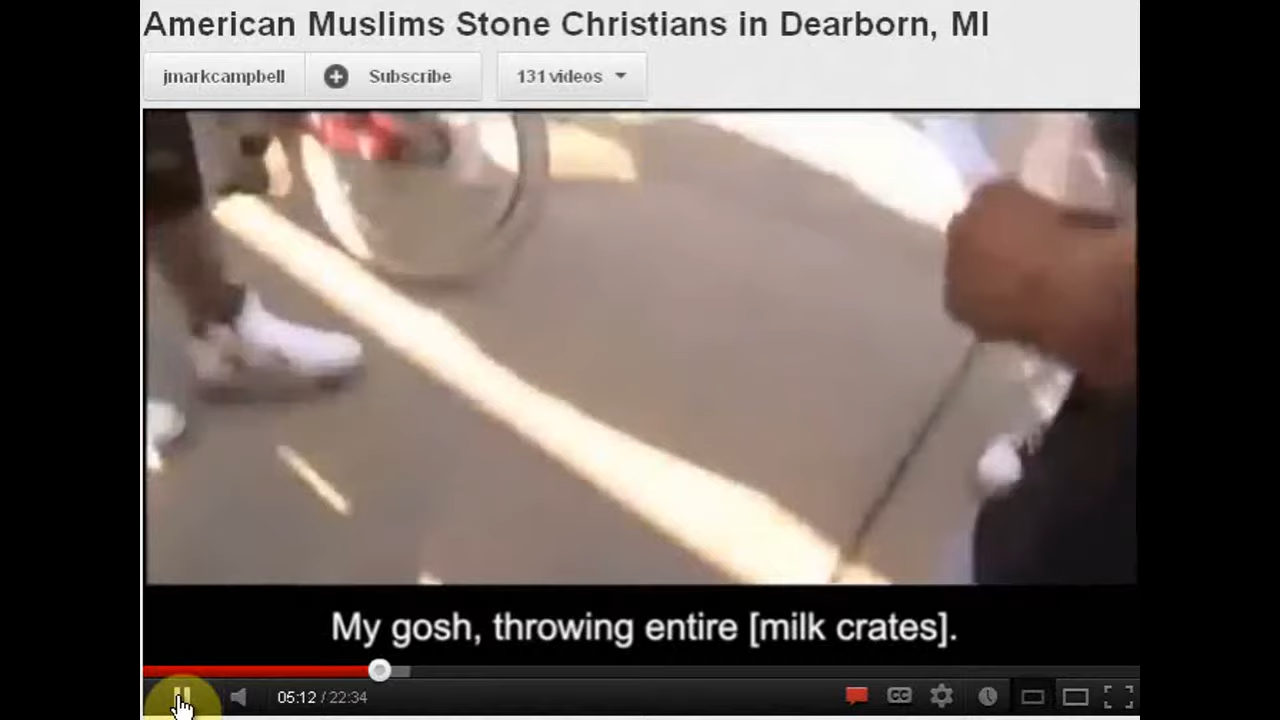 American Muslims Stone Christians in Dearborn, MI
jmarkcampbell Subscribe 131 videos
My gosh, throwing entire [milk crates].
05:12 / 22:34 CC